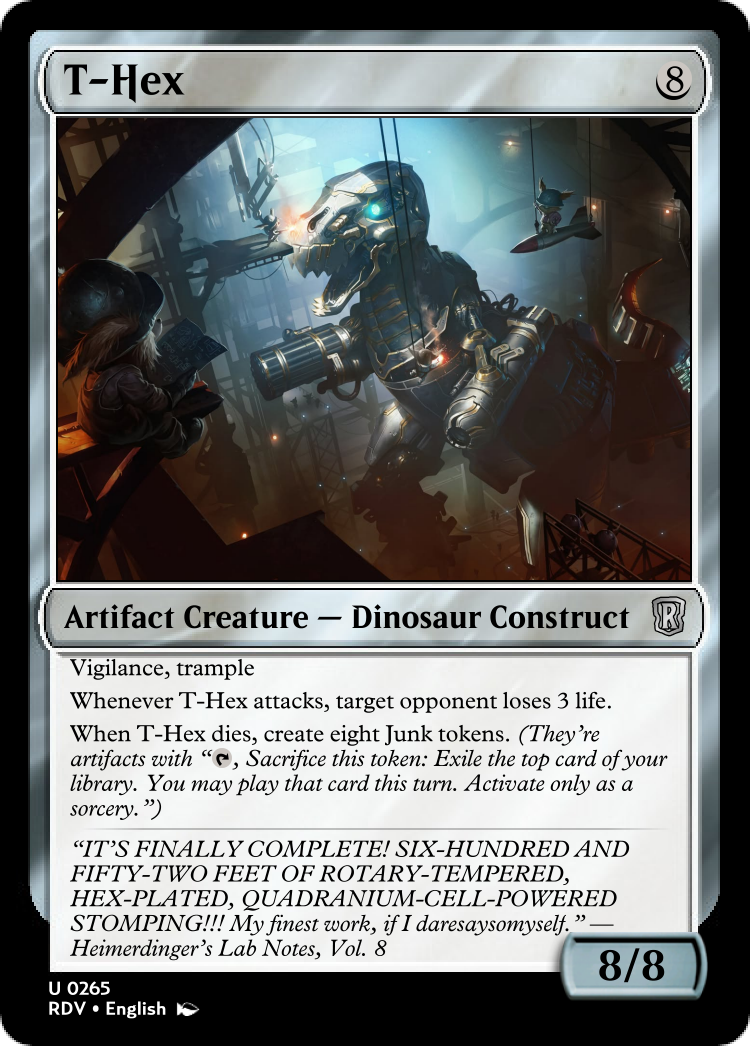 T-Hex
8
Artifact Creature — Dinosaur Construct
R
Vigilance, trample
Whenever T-Hex attacks, target opponent loses 3 life.
When T-Hex dies, create eight Junk tokens. (They’re
artifacts with “, Sacrifice this token: Exile the top card of your
library. You may play that card this turn. Activate only as a
sorcery.”)
“IT’S FINALLY COMPLETE! SIX-HUNDRED AND
FIFTY-TWO FEET OF ROTARY-TEMPERED,
HEX-PLATED, QUADRANIUM-CELL-POWERED
STOMPING!!! My finest work, if I daresaysomyself.” —
Heimerdinger’s Lab Notes, Vol. 8
8/8
U 0265
RDV • English